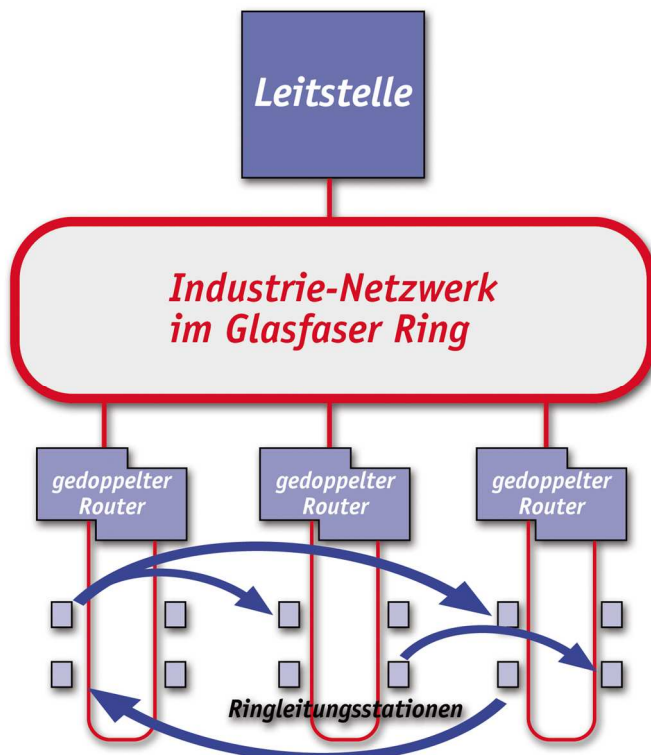 Leitstelle
Industrie-Netzwerk
im Glasfaser Ring
gedoppelter
Router
gedoppelter
Router
gedoppelter
Router
Ringleitungsstationen